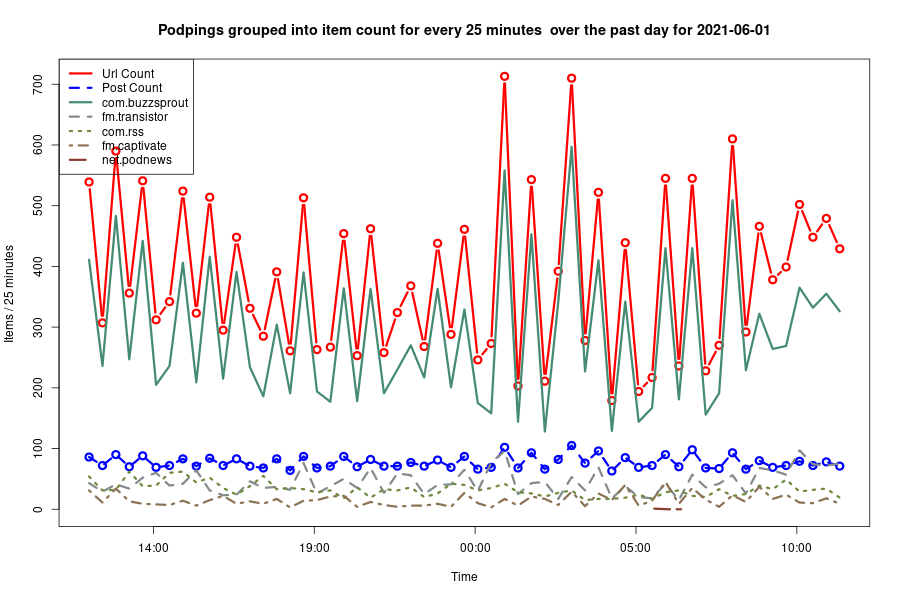 Podpings grouped into item count for every 25 minutes  over the past day for 2021-06-01
Url Count
Post Count
com.buzzsprout
fm.transistor
com.rss
fm.captivate
net.podnews
Items / 25 minutes
700
600
500
400
300
200
100
0
14:00
19:00
00:00
05:00
10:00
Time